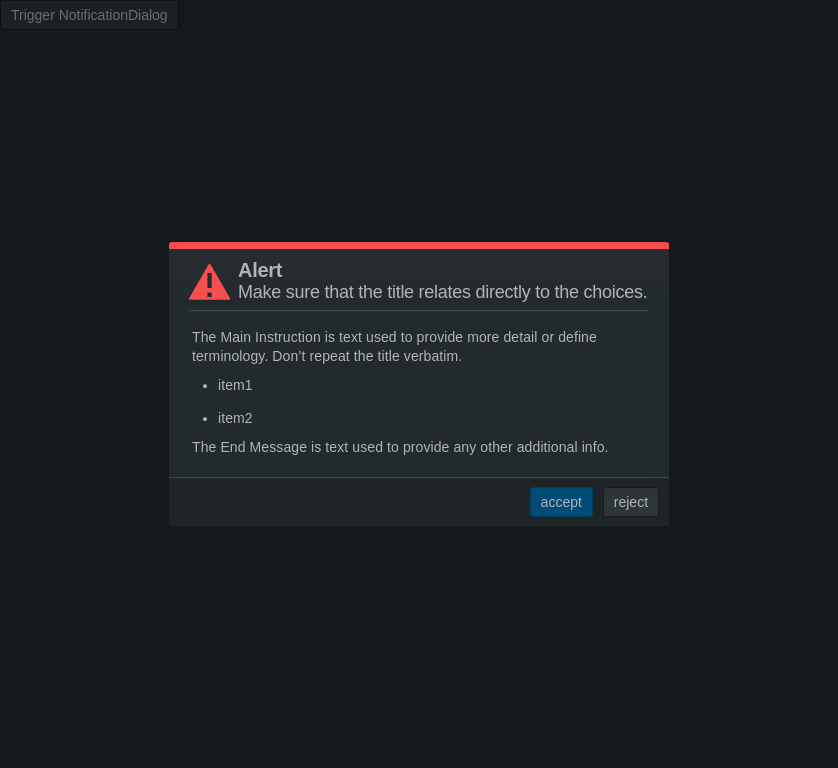 Trigger NotificationDialog
Alert
Make sure that the title relates directly to the choices.
The Main Instruction is text used to provide more detail or define
terminology. Don’t repeat the title verbatim.
item1
item2
The End Message is text used to provide any other additional info.
accept reject